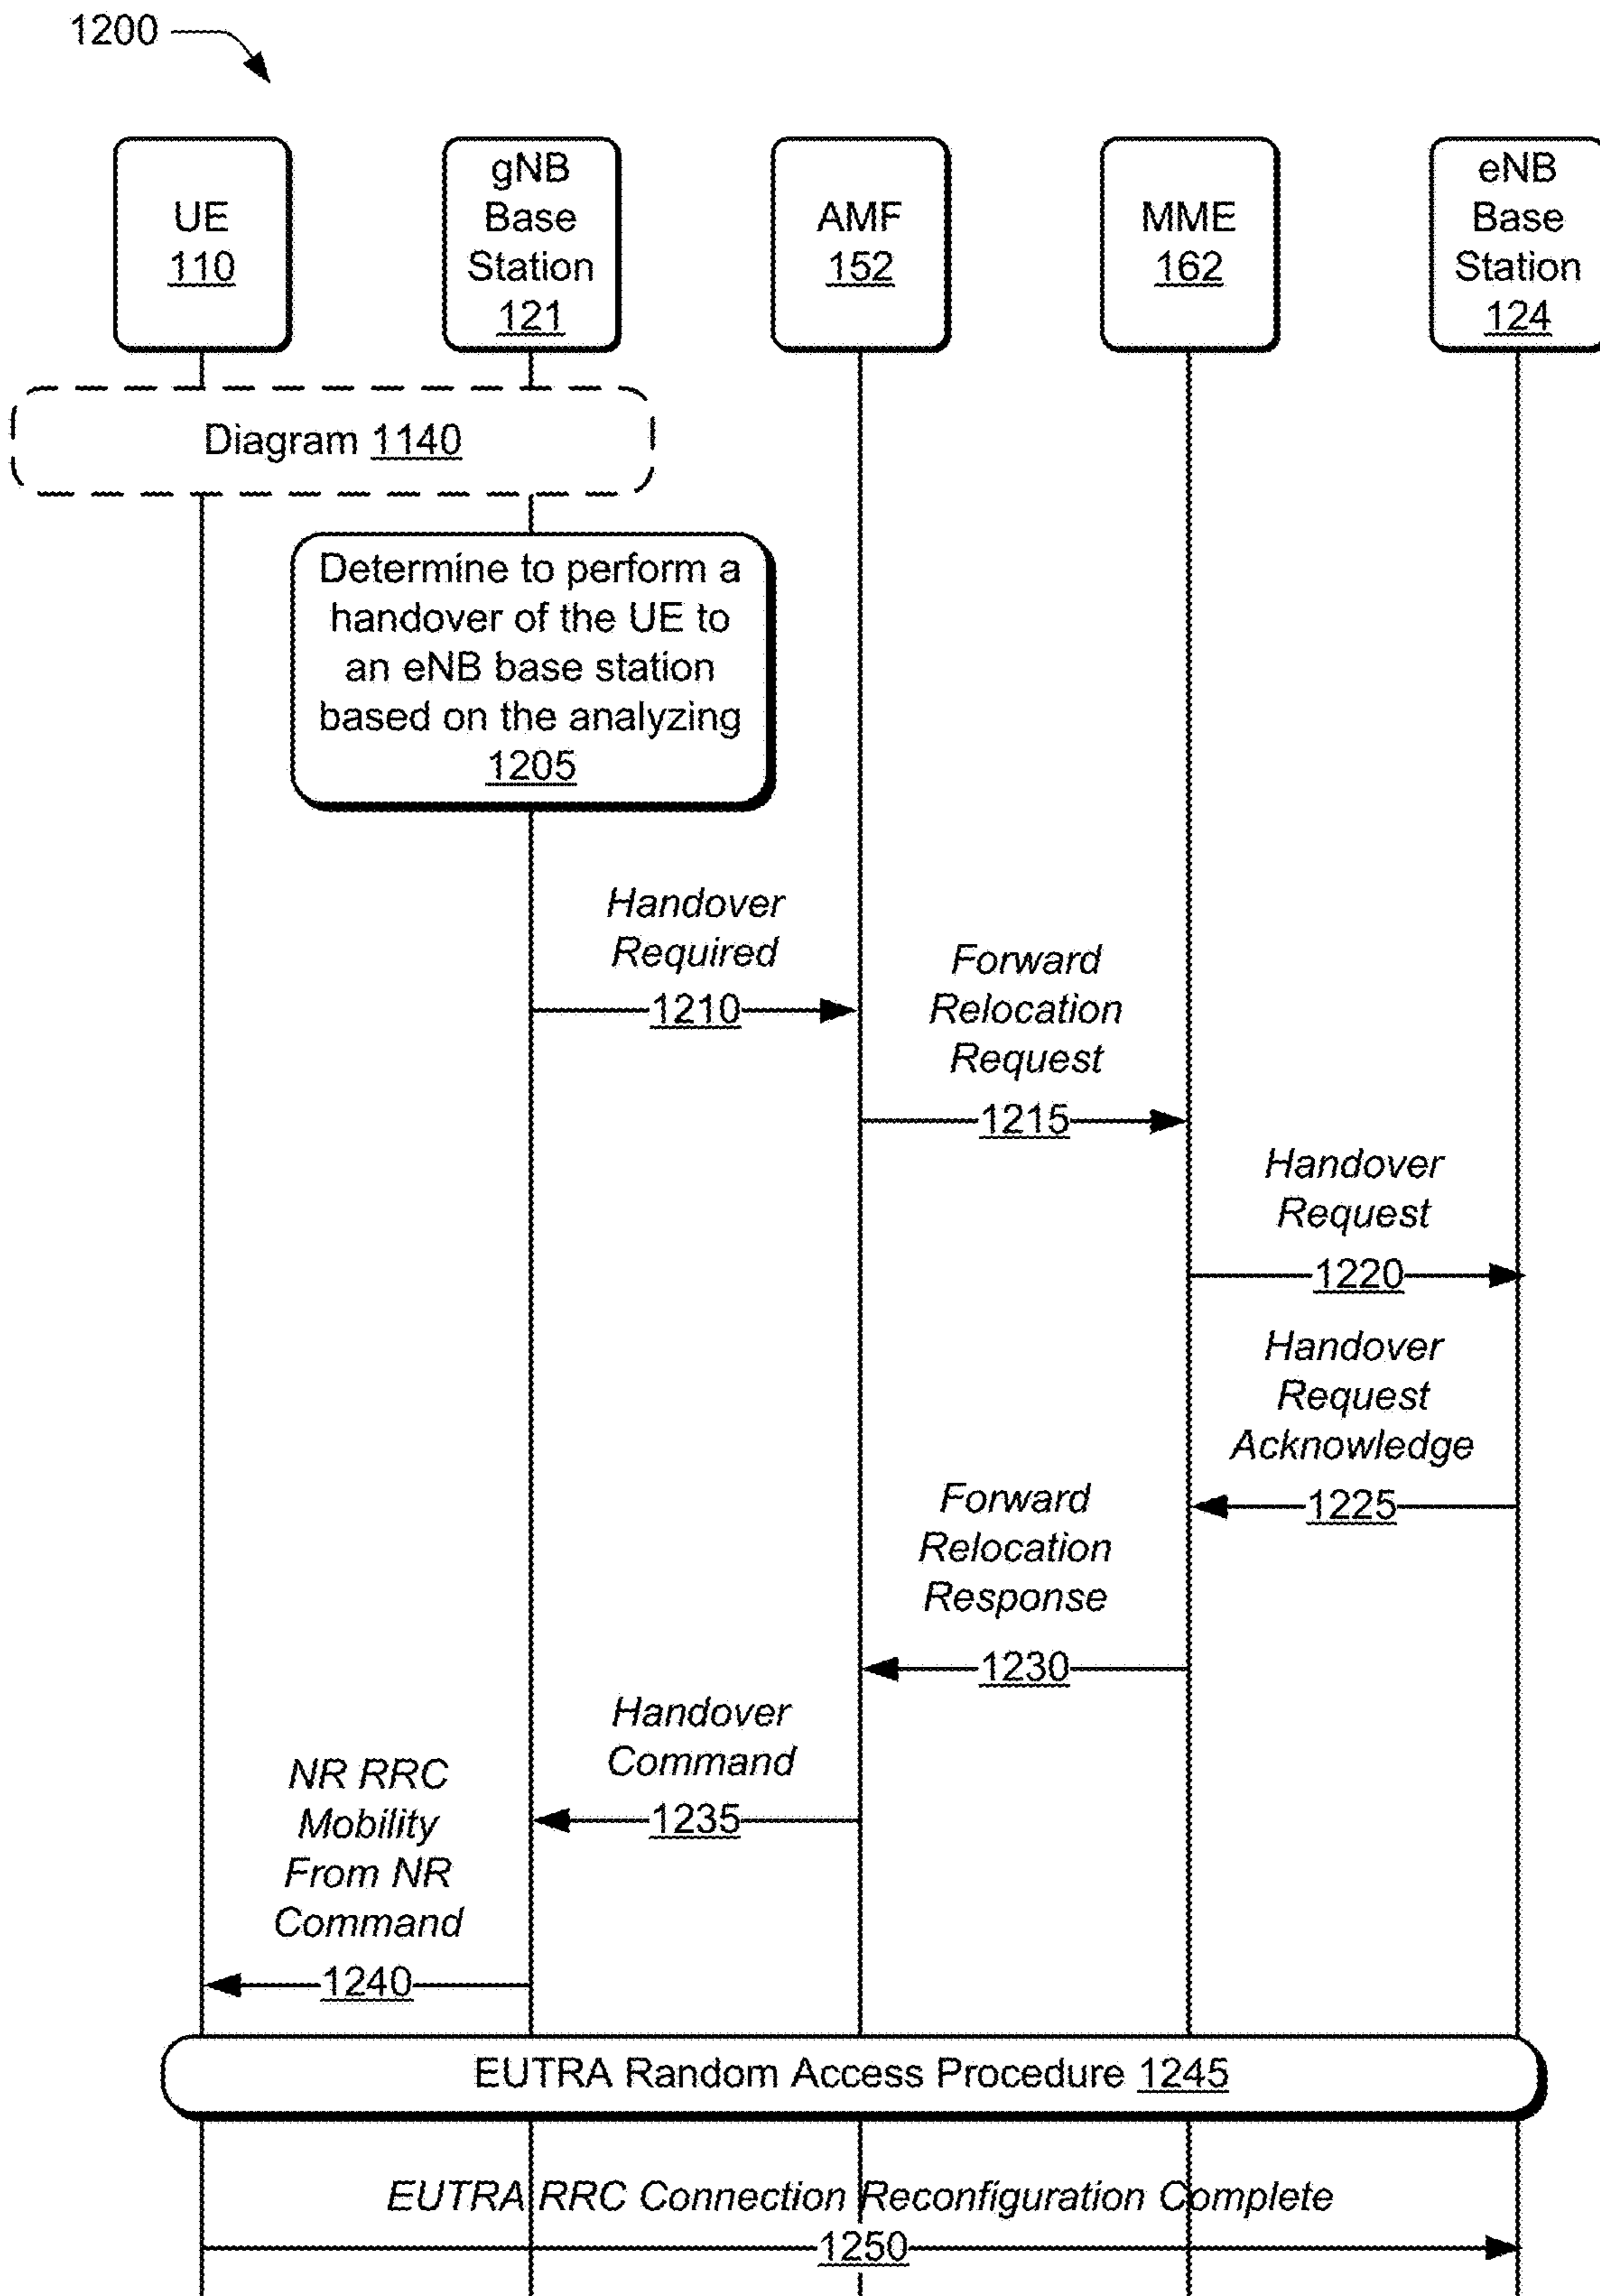 1200
UE
110
gNB
Base
Station
121
AMF
152
MME
162
eNB
Base
Station
124
Diagram 1140
Determine to perform a
handover of the UE to
an eNB base station
based on the analyzing
1205
Handover
Required
1210
Forward
Relocation
Request
1215
Handover
Request
1220
Handover
Request
Acknowledge
1225
Forward
Relocation
Response
1230
Handover
Command
1235
NR RRC
Mobility
From NR
Command
1240
EUTRA Random Access Procedure 1245
EUTRA RRC Connection Reconfiguration Complete
1250